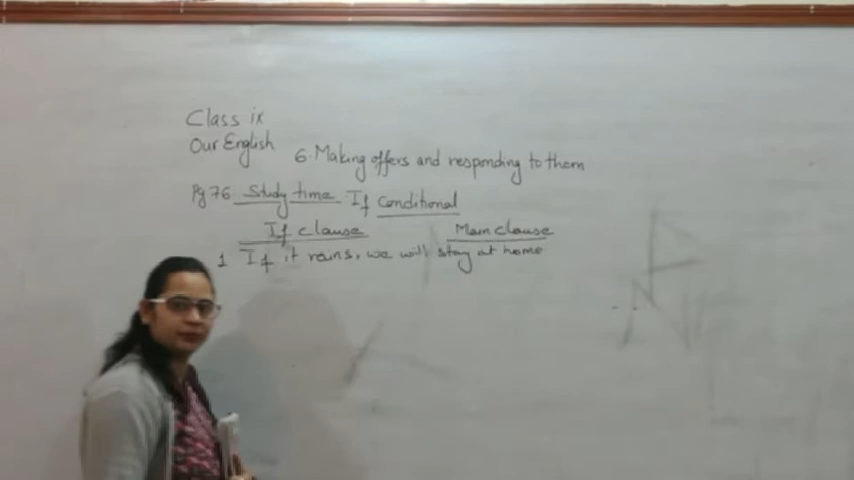 Class ix
Our English
6. Making offers and responding to them
Pg 76 Study time If Conditional
If clause Main clause
1 If it rains, we will stay at home